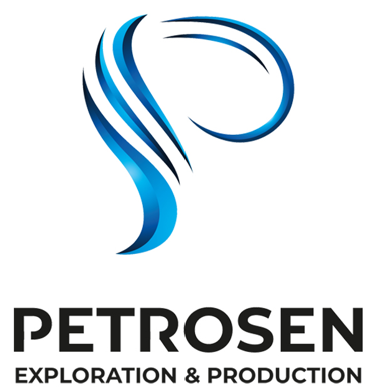 PETROSEN
EXPLORATION & PRODUCTION